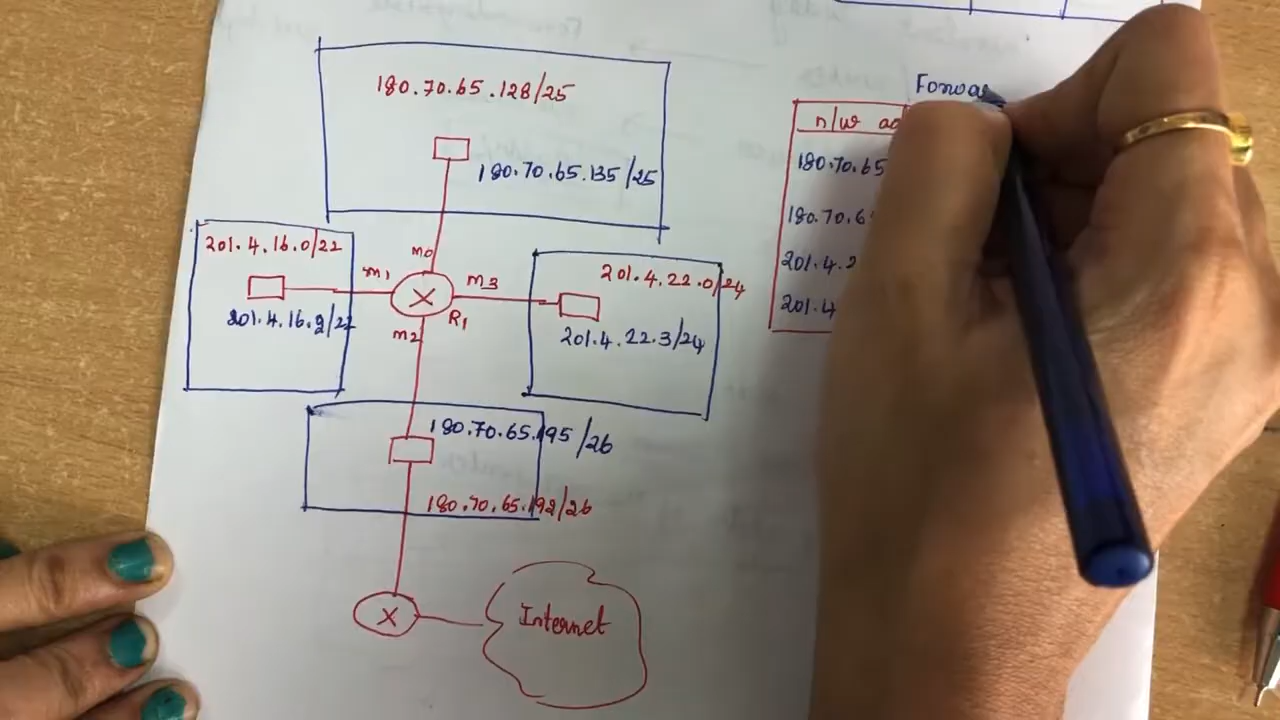 180.70.65.128/25
180.70.65.135/25
201.4.16.0/22
201.4.16.2/22
m0
m1
m3
R1
m2
201.4.22.0/24
201.4.22.3/24
180.70.65.195/26
180.70.65.192/26
X
X
Internet
Forwa
n/w ad
180.70.65
180.70.6
201.4.2
201.4